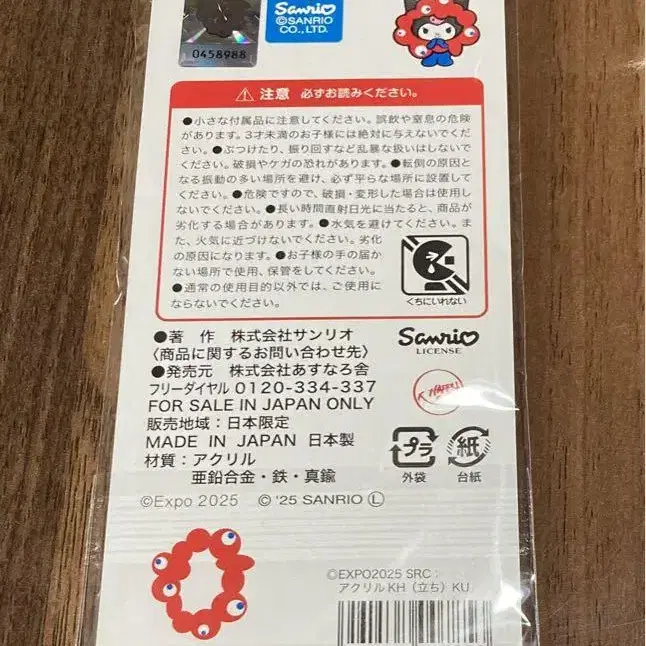 0458988
Sanrio
©SANRIO
CO., LTD.
⚠ 注意 必ずお読みください。
●小さな付属品に注意してください。誤飲や窒息の危険
があります。3才未満のお子様には絶対に与えないでくださ
い。●ぶつけたり、振り回すなど乱暴な扱いはしないで
ください。破損やケガの恐れがあります。●転倒の原因と
なる振動の多い場所を避け、必ず平らな場所に設置して
ください。●危険ですので、破損・変形した場合は使用し
ないでください。●長い時間直射日光に当たると、商品が
劣化する場合があります。●水気を避けてください。ま
た、火気に近づけないでください。劣化
の原因になります。●お子様の手の届か
ない場所で使用、保管をしてください。
●通常の使用目的以外では、ご使用に
ならないでください。
くちにいれない
●著 作 株式会社サンリオ
〈商品に関するお問い合わせ先〉
●発売元 株式会社あすなろ舎
フリーダイヤル 0120-334-337
FOR SALE IN JAPAN ONLY
販売地域：日本限定
MADE IN JAPAN 日本製
材質：アクリル
亜鉛合金・鉄・真鍮
Sanrio
LICENSE
プラ
外袋
紙
台紙
©Expo 2025 © '25 SANRIO Ⓛ
©EXPO2025 SRC：
アクリルKH（立ち）KU